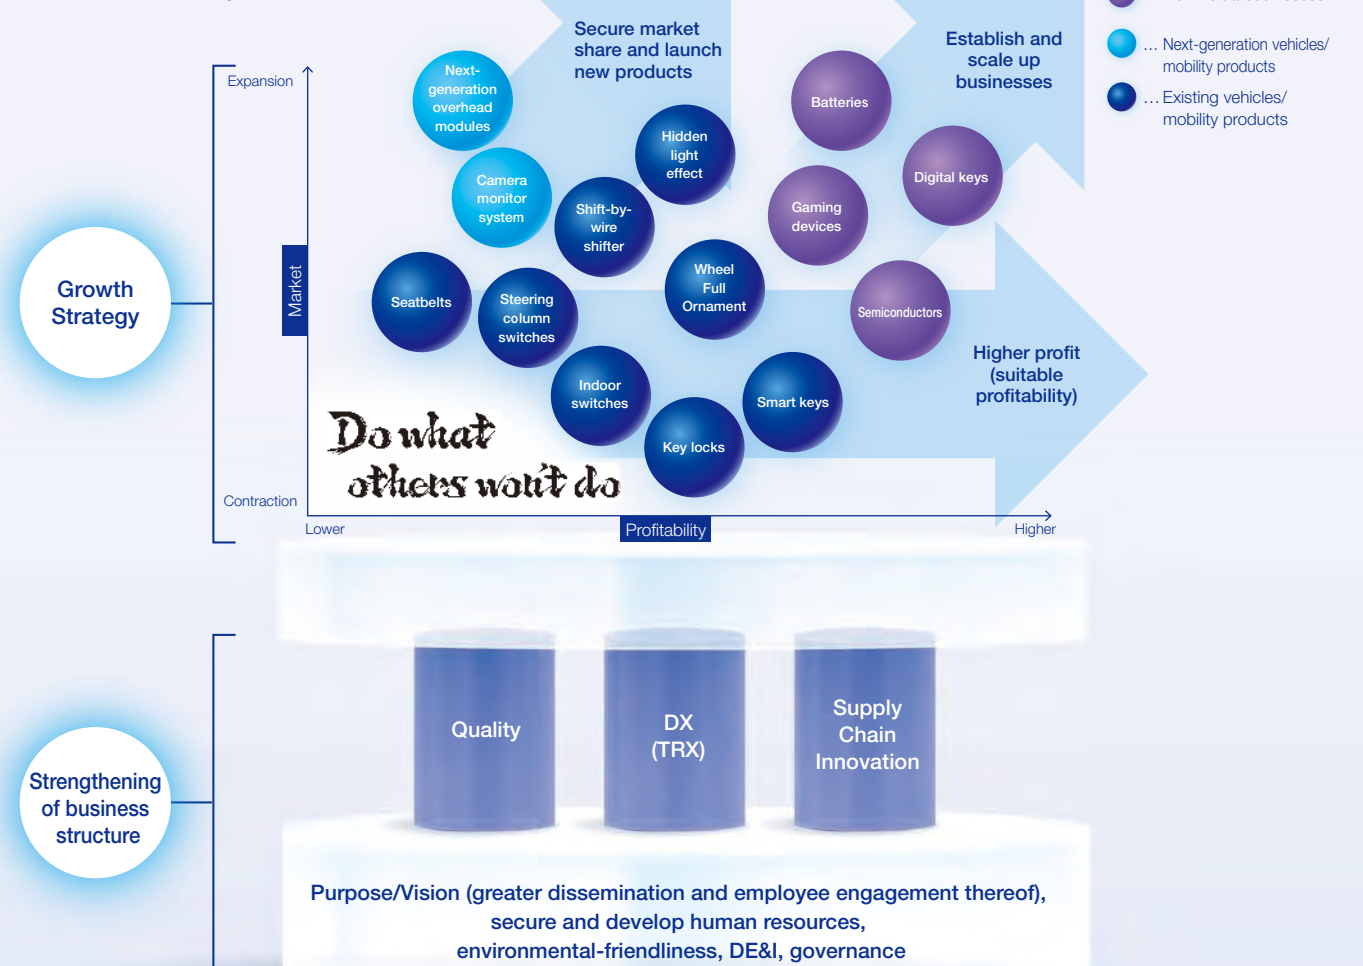 Secure market
share and launch
new products
Establish and
scale up
businesses
... Next-generation vehicles/
mobility products
... Existing vehicles/
mobility products
Expansion
Market
Contraction
Lower
Profitability
Higher
Next-
generation
overhead
modules
Camera
monitor
system
Hidden
light
effect
Shift-by-
wire
shifter
Batteries
Digital keys
Gaming
devices
Seatbelts
Steering
column
switches
Wheel
Full
Ornament
Semiconductors
Indoor
switches
Smart keys
Key locks
Higher profit
(suitable
profitability)
Do what
others won't do
Growth
Strategy
Quality
DX
(TRX)
Supply
Chain
Innovation
Strengthening
of business
structure
Purpose/Vision (greater dissemination and employee engagement thereof),
secure and develop human resources,
environmental-friendliness, DE&I, governance